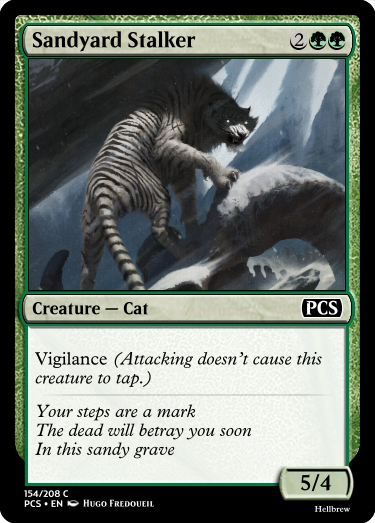 Sandyard Stalker 2
Creature — Cat PCS
Vigilance (Attacking doesn't cause this
creature to tap.)
Your steps are a mark
The dead will betray you soon
In this sandy grave
5/4
154/208 C
PCS • EN Hugo Fredoueil
Hellbrew